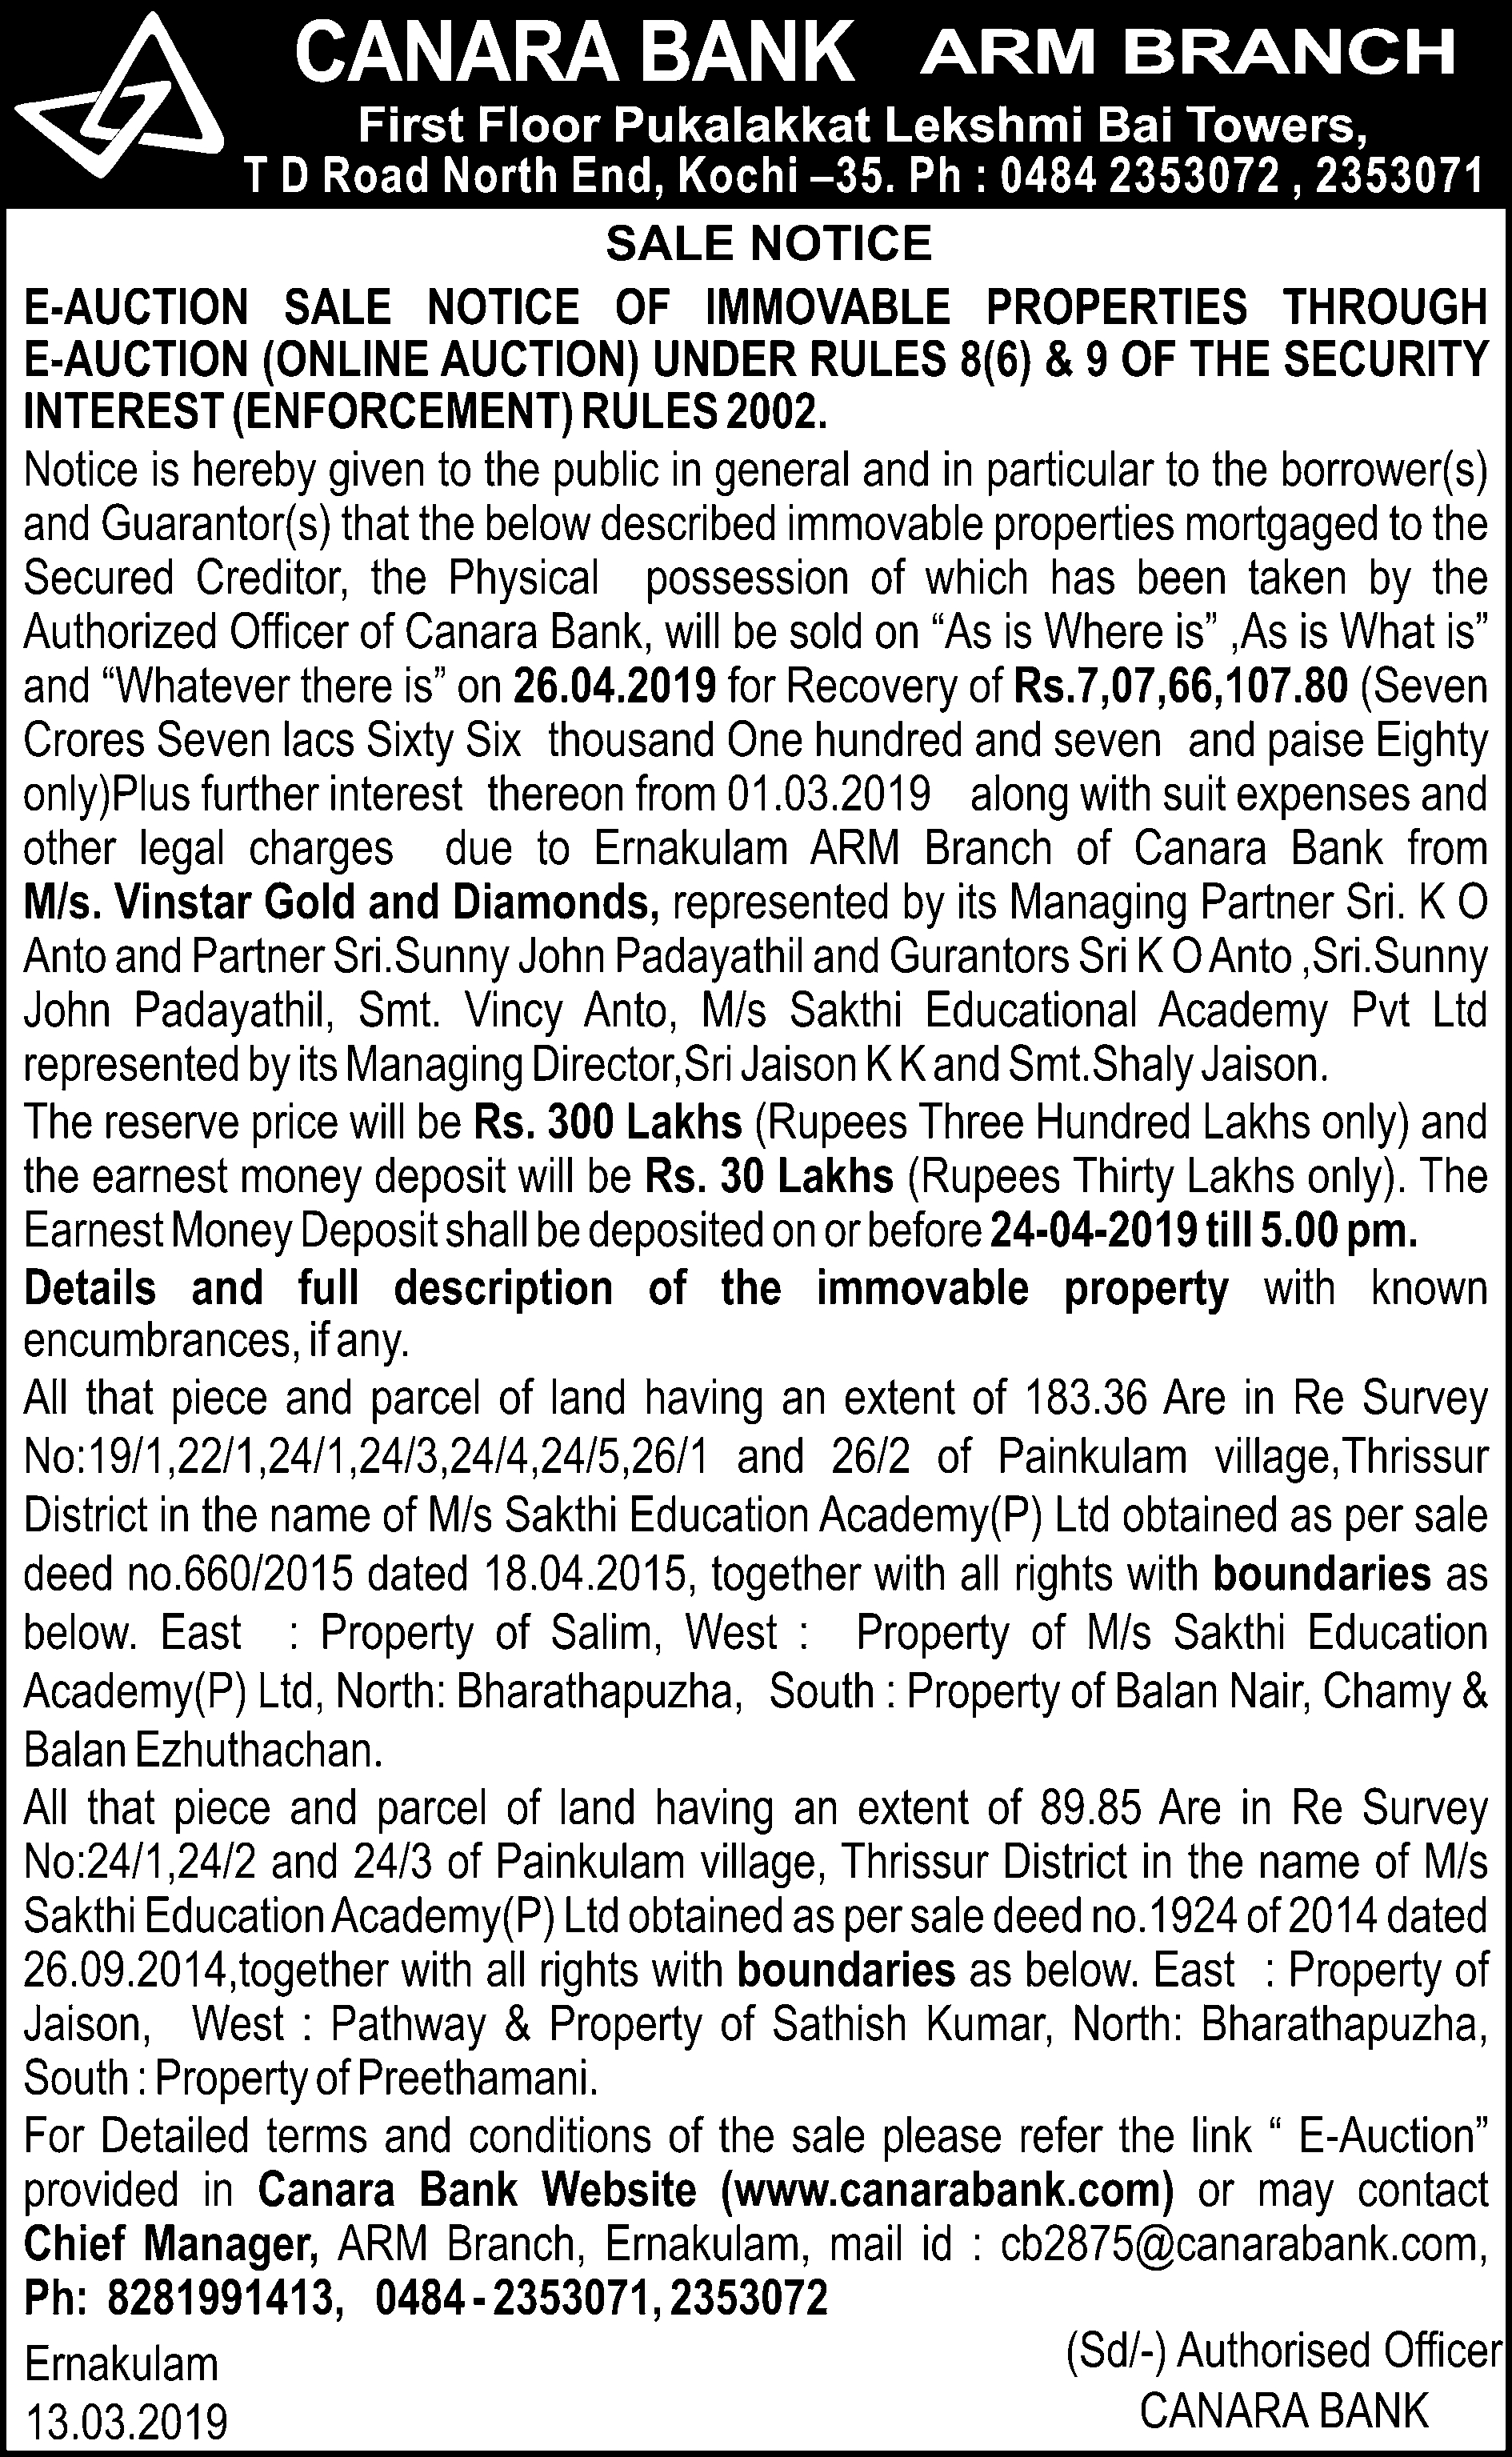 CANARA BANK ARM BRANCH
First Floor Pukalakkat Lekshmi Bai Towers,
T D Road North End, Kochi –35. Ph : 0484 2353072 , 2353071
SALE NOTICE
E-AUCTION SALE NOTICE OF IMMOVABLE PROPERTIES THROUGH
E-AUCTION (ONLINE AUCTION) UNDER RULES 8(6) & 9 OF THE SECURITY
INTEREST (ENFORCEMENT) RULES 2002.
Notice is hereby given to the public in general and in particular to the borrower(s)
and Guarantor(s) that the below described immovable properties mortgaged to the
Secured Creditor, the Physical possession of which has been taken by the
Authorized Officer of Canara Bank, will be sold on “As is Where is” ,As is What is”
and “Whatever there is” on 26.04.2019 for Recovery of Rs.7,07,66,107.80 (Seven
Crores Seven lacs Sixty Six thousand One hundred and seven and paise Eighty
only)Plus further interest thereon from 01.03.2019 along with suit expenses and
other legal charges due to Ernakulam ARM Branch of Canara Bank from
M/s. Vinstar Gold and Diamonds, represented by its Managing Partner Sri. K O
Anto and Partner Sri.Sunny John Padayathil and Gurantors Sri K O Anto ,Sri.Sunny
John Padayathil, Smt. Vincy Anto, M/s Sakthi Educational Academy Pvt Ltd
represented by its Managing Director,Sri Jaison K K and Smt.Shaly Jaison.
The reserve price will be Rs. 300 Lakhs (Rupees Three Hundred Lakhs only) and
the earnest money deposit will be Rs. 30 Lakhs (Rupees Thirty Lakhs only). The
Earnest Money Deposit shall be deposited on or before 24-04-2019 till 5.00 pm.
Details and full description of the immovable property with known
encumbrances, if any.
All that piece and parcel of land having an extent of 183.36 Are in Re Survey
No:19/1,22/1,24/1,24/3,24/4,24/5,26/1 and 26/2 of Painkulam village,Thrissur
District in the name of M/s Sakthi Education Academy(P) Ltd obtained as per sale
deed no.660/2015 dated 18.04.2015, together with all rights with boundaries as
below. East : Property of Salim, West : Property of M/s Sakthi Education
Academy(P) Ltd, North: Bharathapuzha, South : Property of Balan Nair, Chamy &
Balan Ezhuthachan.
All that piece and parcel of land having an extent of 89.85 Are in Re Survey
No:24/1,24/2 and 24/3 of Painkulam village, Thrissur District in the name of M/s
Sakthi Education Academy(P) Ltd obtained as per sale deed no.1924 of 2014 dated
26.09.2014,together with all rights with boundaries as below. East : Property of
Jaison, West : Pathway & Property of Sathish Kumar, North: Bharathapuzha,
South : Property of Preethamani.
For Detailed terms and conditions of the sale please refer the link “ E-Auction”
provided in Canara Bank Website (www.canarabank.com) or may contact
Chief Manager, ARM Branch, Ernakulam, mail id : cb2875@canarabank.com,
Ph: 8281991413, 0484 - 2353071, 2353072
Ernakulam
13.03.2019
(Sd/-) Authorised Officer
CANARA BANK